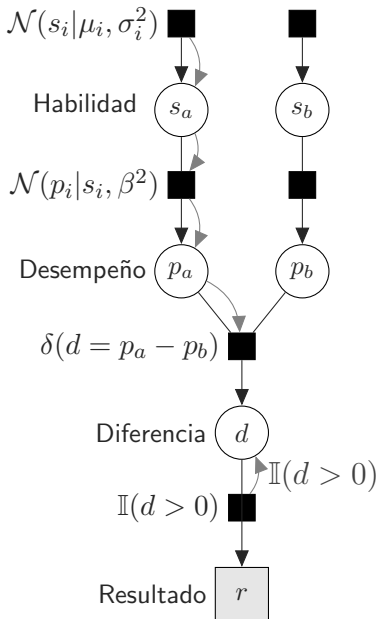 𝒩(s_i|μ_i, σ_i^2)
Habilidad s_a s_b
𝒩(p_i|s_i, β^2)
Desempeño p_a p_b
δ(d = p_a − p_b)
Diferencia d
𝕀(d > 0)
𝕀(d > 0)
Resultado r